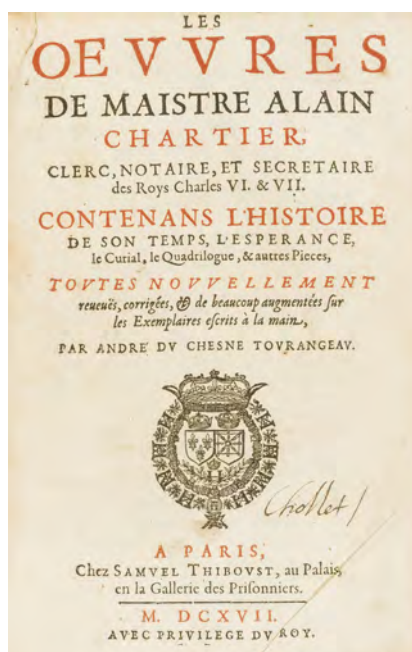 LES
OEVVRES
DE MAISTRE ALAIN
CHARTIER,
CLERC, NOTAIRE, ET SECRETAIRE
des Roys Charles VI. & VII.
CONTENANS L'HISTOIRE
DE SON TEMPS, L'ESPERANCE,
le Curial, le Quadrilogue, & autres Pieces,
TOVTES NOVVELLEMENT
reueuës, corrigées, & de beaucoup augmentées ſur
les Exemplaires eſcrits à la main,
PAR ANDRE' DV CHESNE TOVRANGEAV.
Chollet
A PARIS,
Chez SAMVEL THIBOVST, au Palais,
en la Gallerie des Priſonniers.
M. DCXVII.
AVEC PRIVILEGE DV ROY.